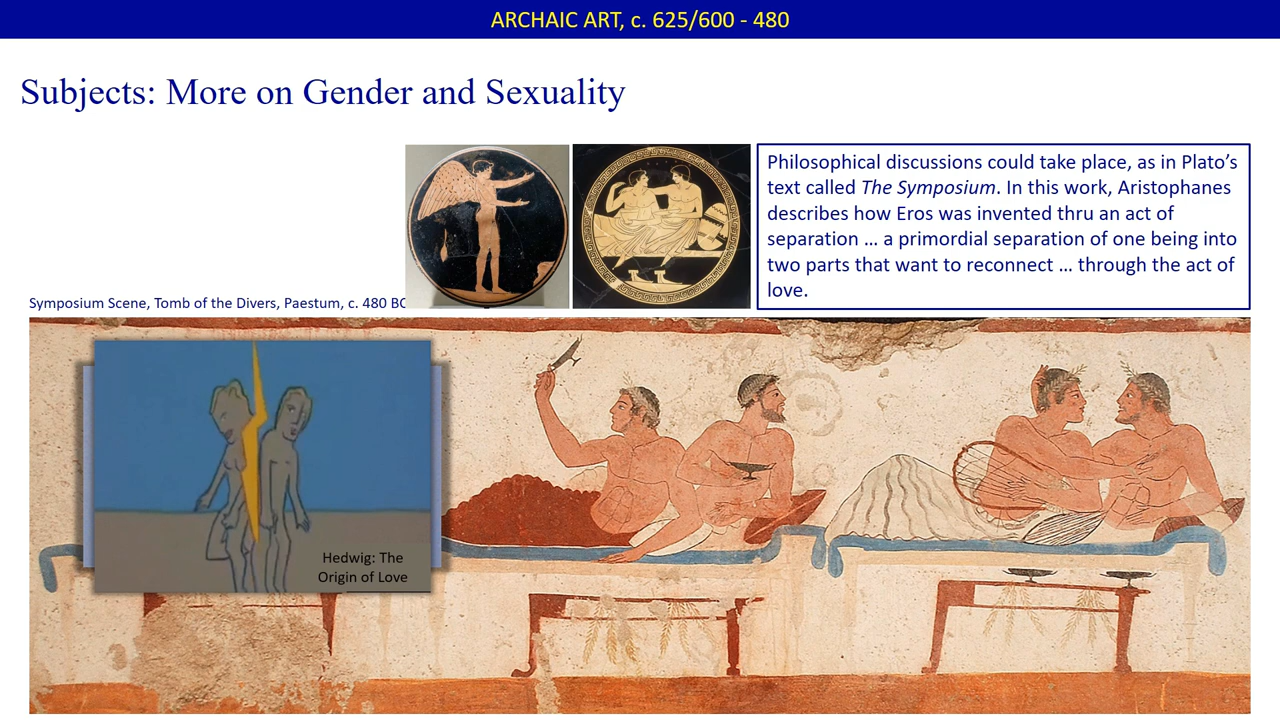 ARCHAIC ART, c. 625/600 - 480
Subjects: More on Gender and Sexuality
Philosophical discussions could take place, as in Plato’s
text called The Symposium. In this work, Aristophanes
describes how Eros was invented thru an act of
separation … a primordial separation of one being into
two parts that want to reconnect … through the act of
love.
Symposium Scene, Tomb of the Divers, Paestum, c. 480 BC
Hedwig: The
Origin of Love